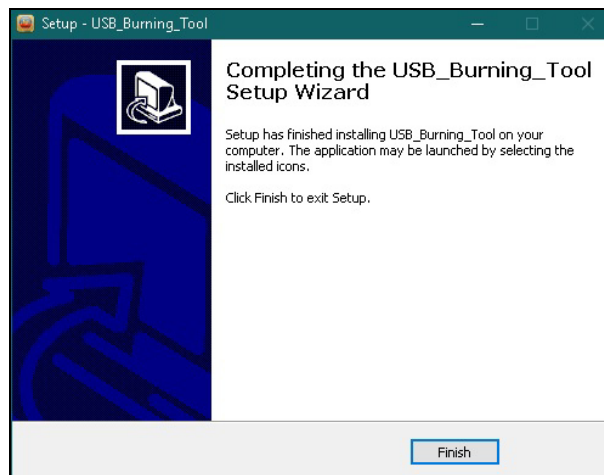 Setup - USB_Burning_Tool
Completing the USB_Burning_Tool
Setup Wizard
Setup has finished installing USB_Burning_Tool on your
computer. The application may be launched by selecting the
installed icons.
Click Finish to exit Setup.
Finish